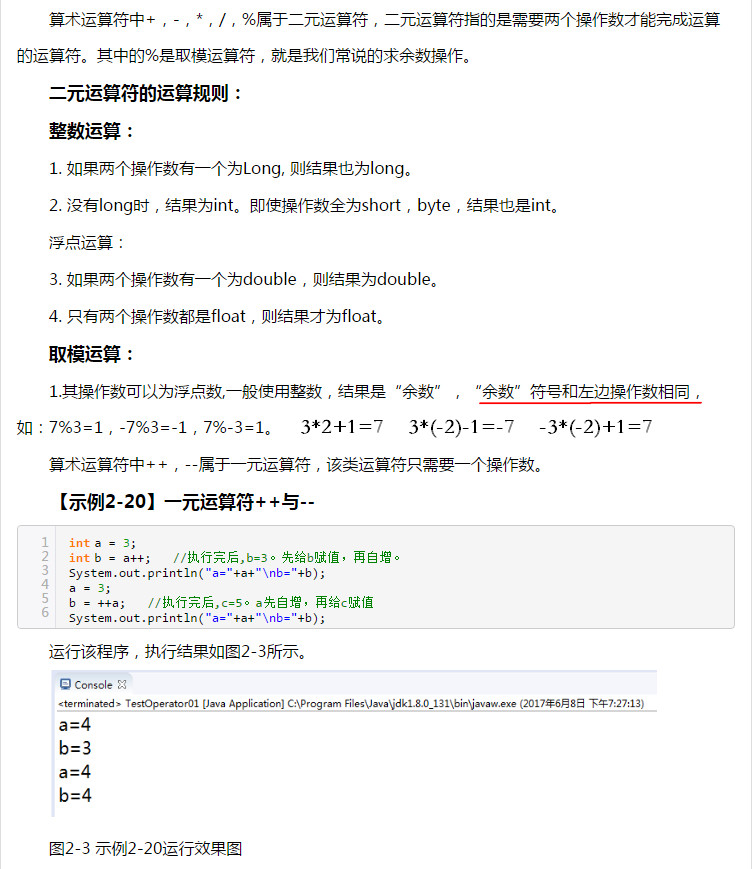 算术运算符中+，-，*，/，%属于二元运算符，二元运算符指的是需要两个操作数才能完成运算
的运算符。其中的%是取模运算符，就是我们常说的求余数操作。
二元运算符的运算规则：
整数运算：
1. 如果两个操作数有一个为Long, 则结果也为long。
2. 没有long时，结果为int。即使操作数全为short，byte，结果也是int。
浮点运算：
3. 如果两个操作数有一个为double，则结果为double。
4. 只有两个操作数都是float，则结果才为float。
取模运算：
1.其操作数可以为浮点数,一般使用整数，结果是“余数”，“余数”符号和左边操作数相同，
如：7%3=1，-7%3=-1，7%-3=1。 3*2+1=7 3*(-2)-1=-7 -3*(-2)+1=7
算术运算符中++，--属于一元运算符，该类运算符只需要一个操作数。
【示例2-20】一元运算符++与--
1 int a = 3;
2 int b = a++; //执行完后,b=3。先给b赋值，再自增。
3 System.out.println("a="+a+"\nb="+b);
4 a = 3;
5 b = ++a; //执行完后,c=5。a先自增，再给c赋值
6 System.out.println("a="+a+"\nb="+b);
运行该程序，执行结果如图2-3所示。
Console
<terminated> TestOperator01 [Java Application] C:\Program Files\Java\jdk1.8.0_131\bin\javaw.exe (2017年6月8日 下午7:27:13)
a=4
b=3
a=4
b=4
图2-3 示例2-20运行效果图